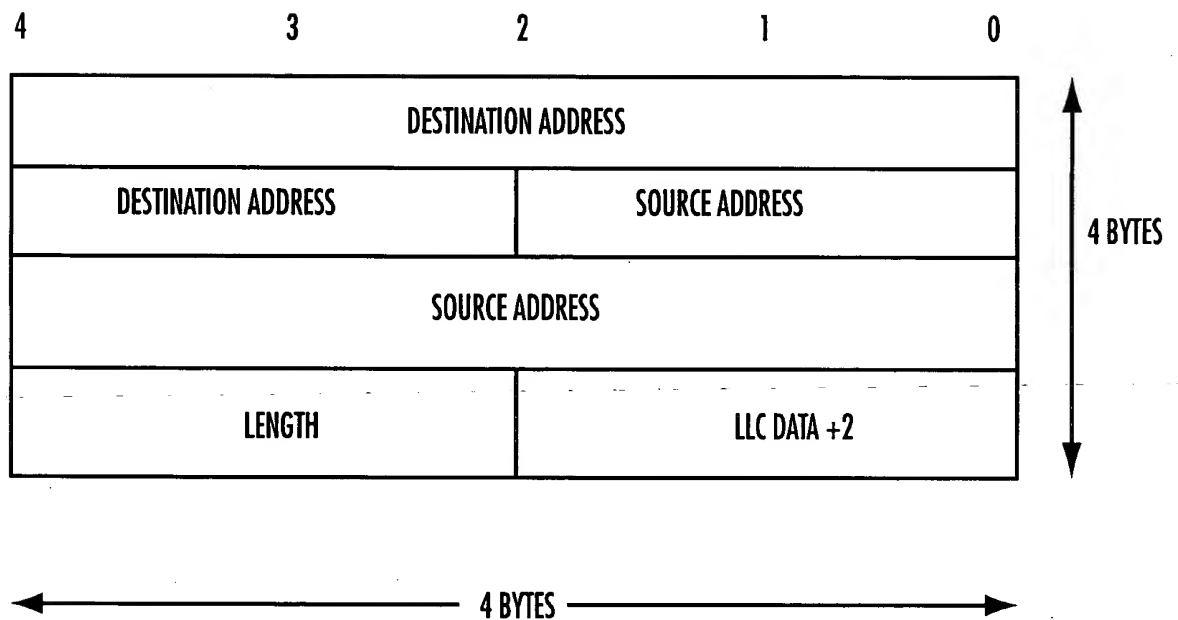 4 3 2 1 0
DESTINATION ADDRESS
DESTINATION ADDRESS SOURCE ADDRESS
4 BYTES
SOURCE ADDRESS
LENGTH LLC DATA +2
4 BYTES